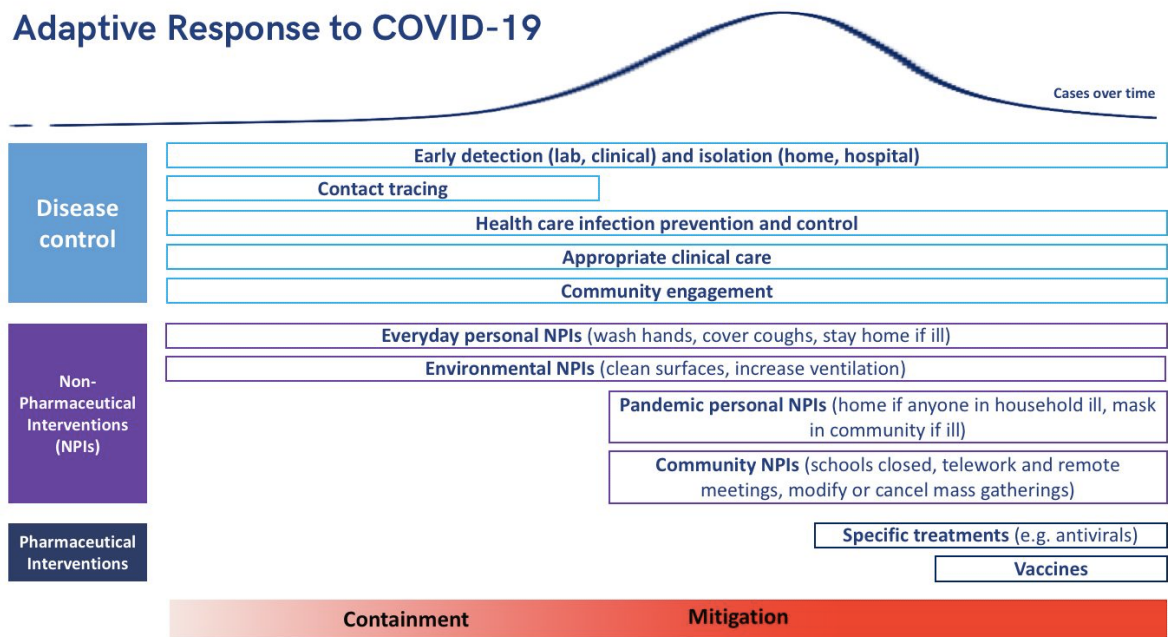 Adaptive Response to COVID-19
Cases over time
Disease
control
Early detection (lab, clinical) and isolation (home, hospital)
Contact tracing
Health care infection prevention and control
Appropriate clinical care
Community engagement
Non-
Pharmaceutical
Interventions
(NPIs)
Everyday personal NPIs (wash hands, cover coughs, stay home if ill)
Environmental NPIs (clean surfaces, increase ventilation)
Pandemic personal NPIs (home if anyone in household ill, mask
in community if ill)
Community NPIs (schools closed, telework and remote
meetings, modify or cancel mass gatherings)
Pharmaceutical
Interventions
Specific treatments (e.g. antivirals)
Vaccines
Containment
Mitigation